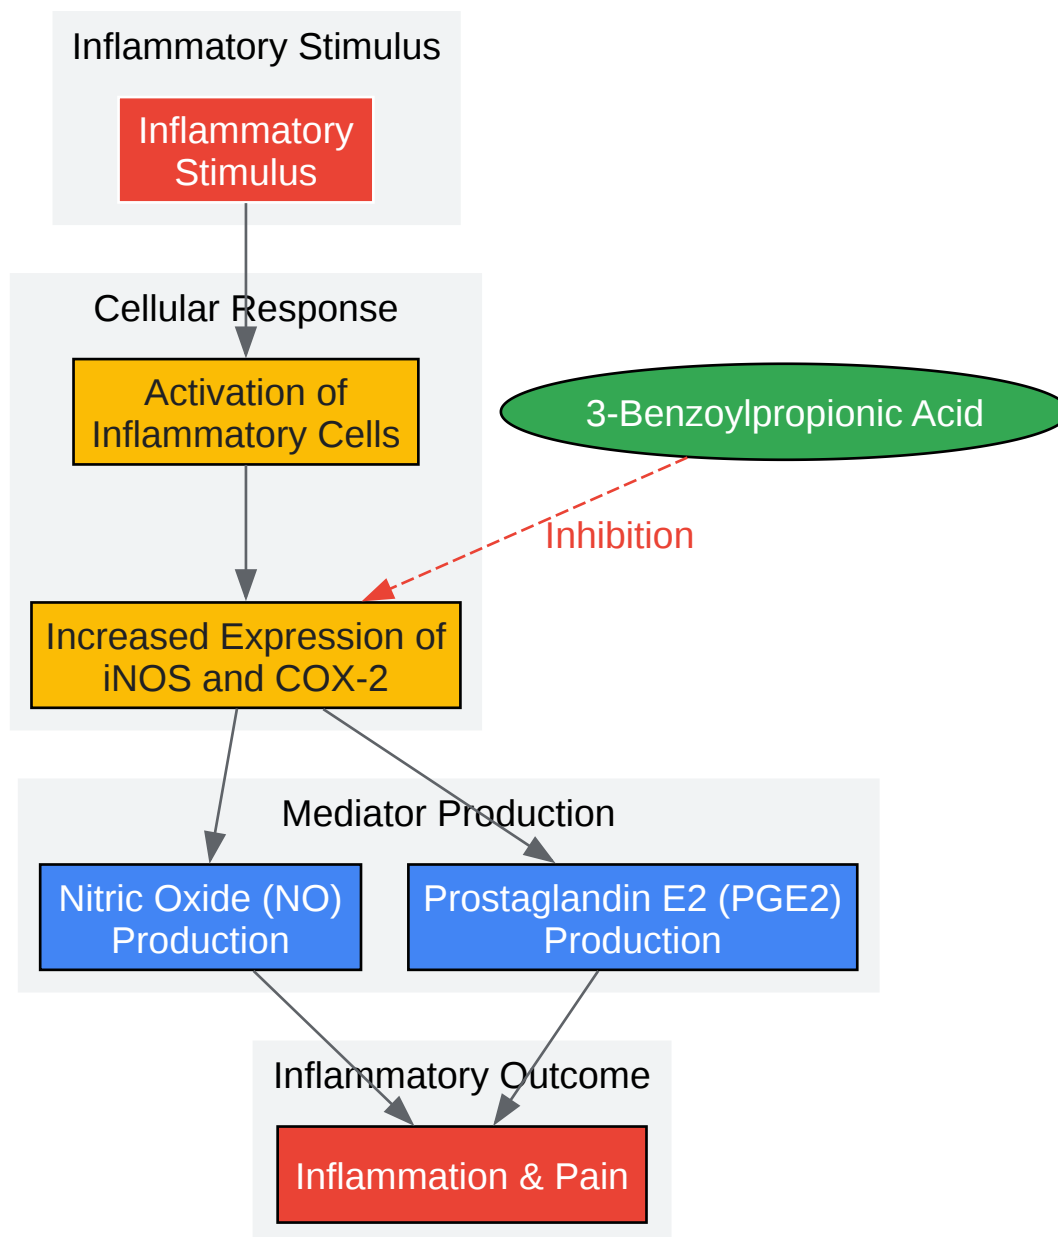 Inflammatory Stimulus
Inflammatory
Stimulus
Cellular Response
Activation of
Inflammatory Cells
3-Benzoylpropionic Acid
Inhibition
Increased Expression of
iNOS and COX-2
Mediator Production
Nitric Oxide (NO)
Production
Prostaglandin E2 (PGE2)
Production
Inflammatory Outcome
Inflammation & Pain